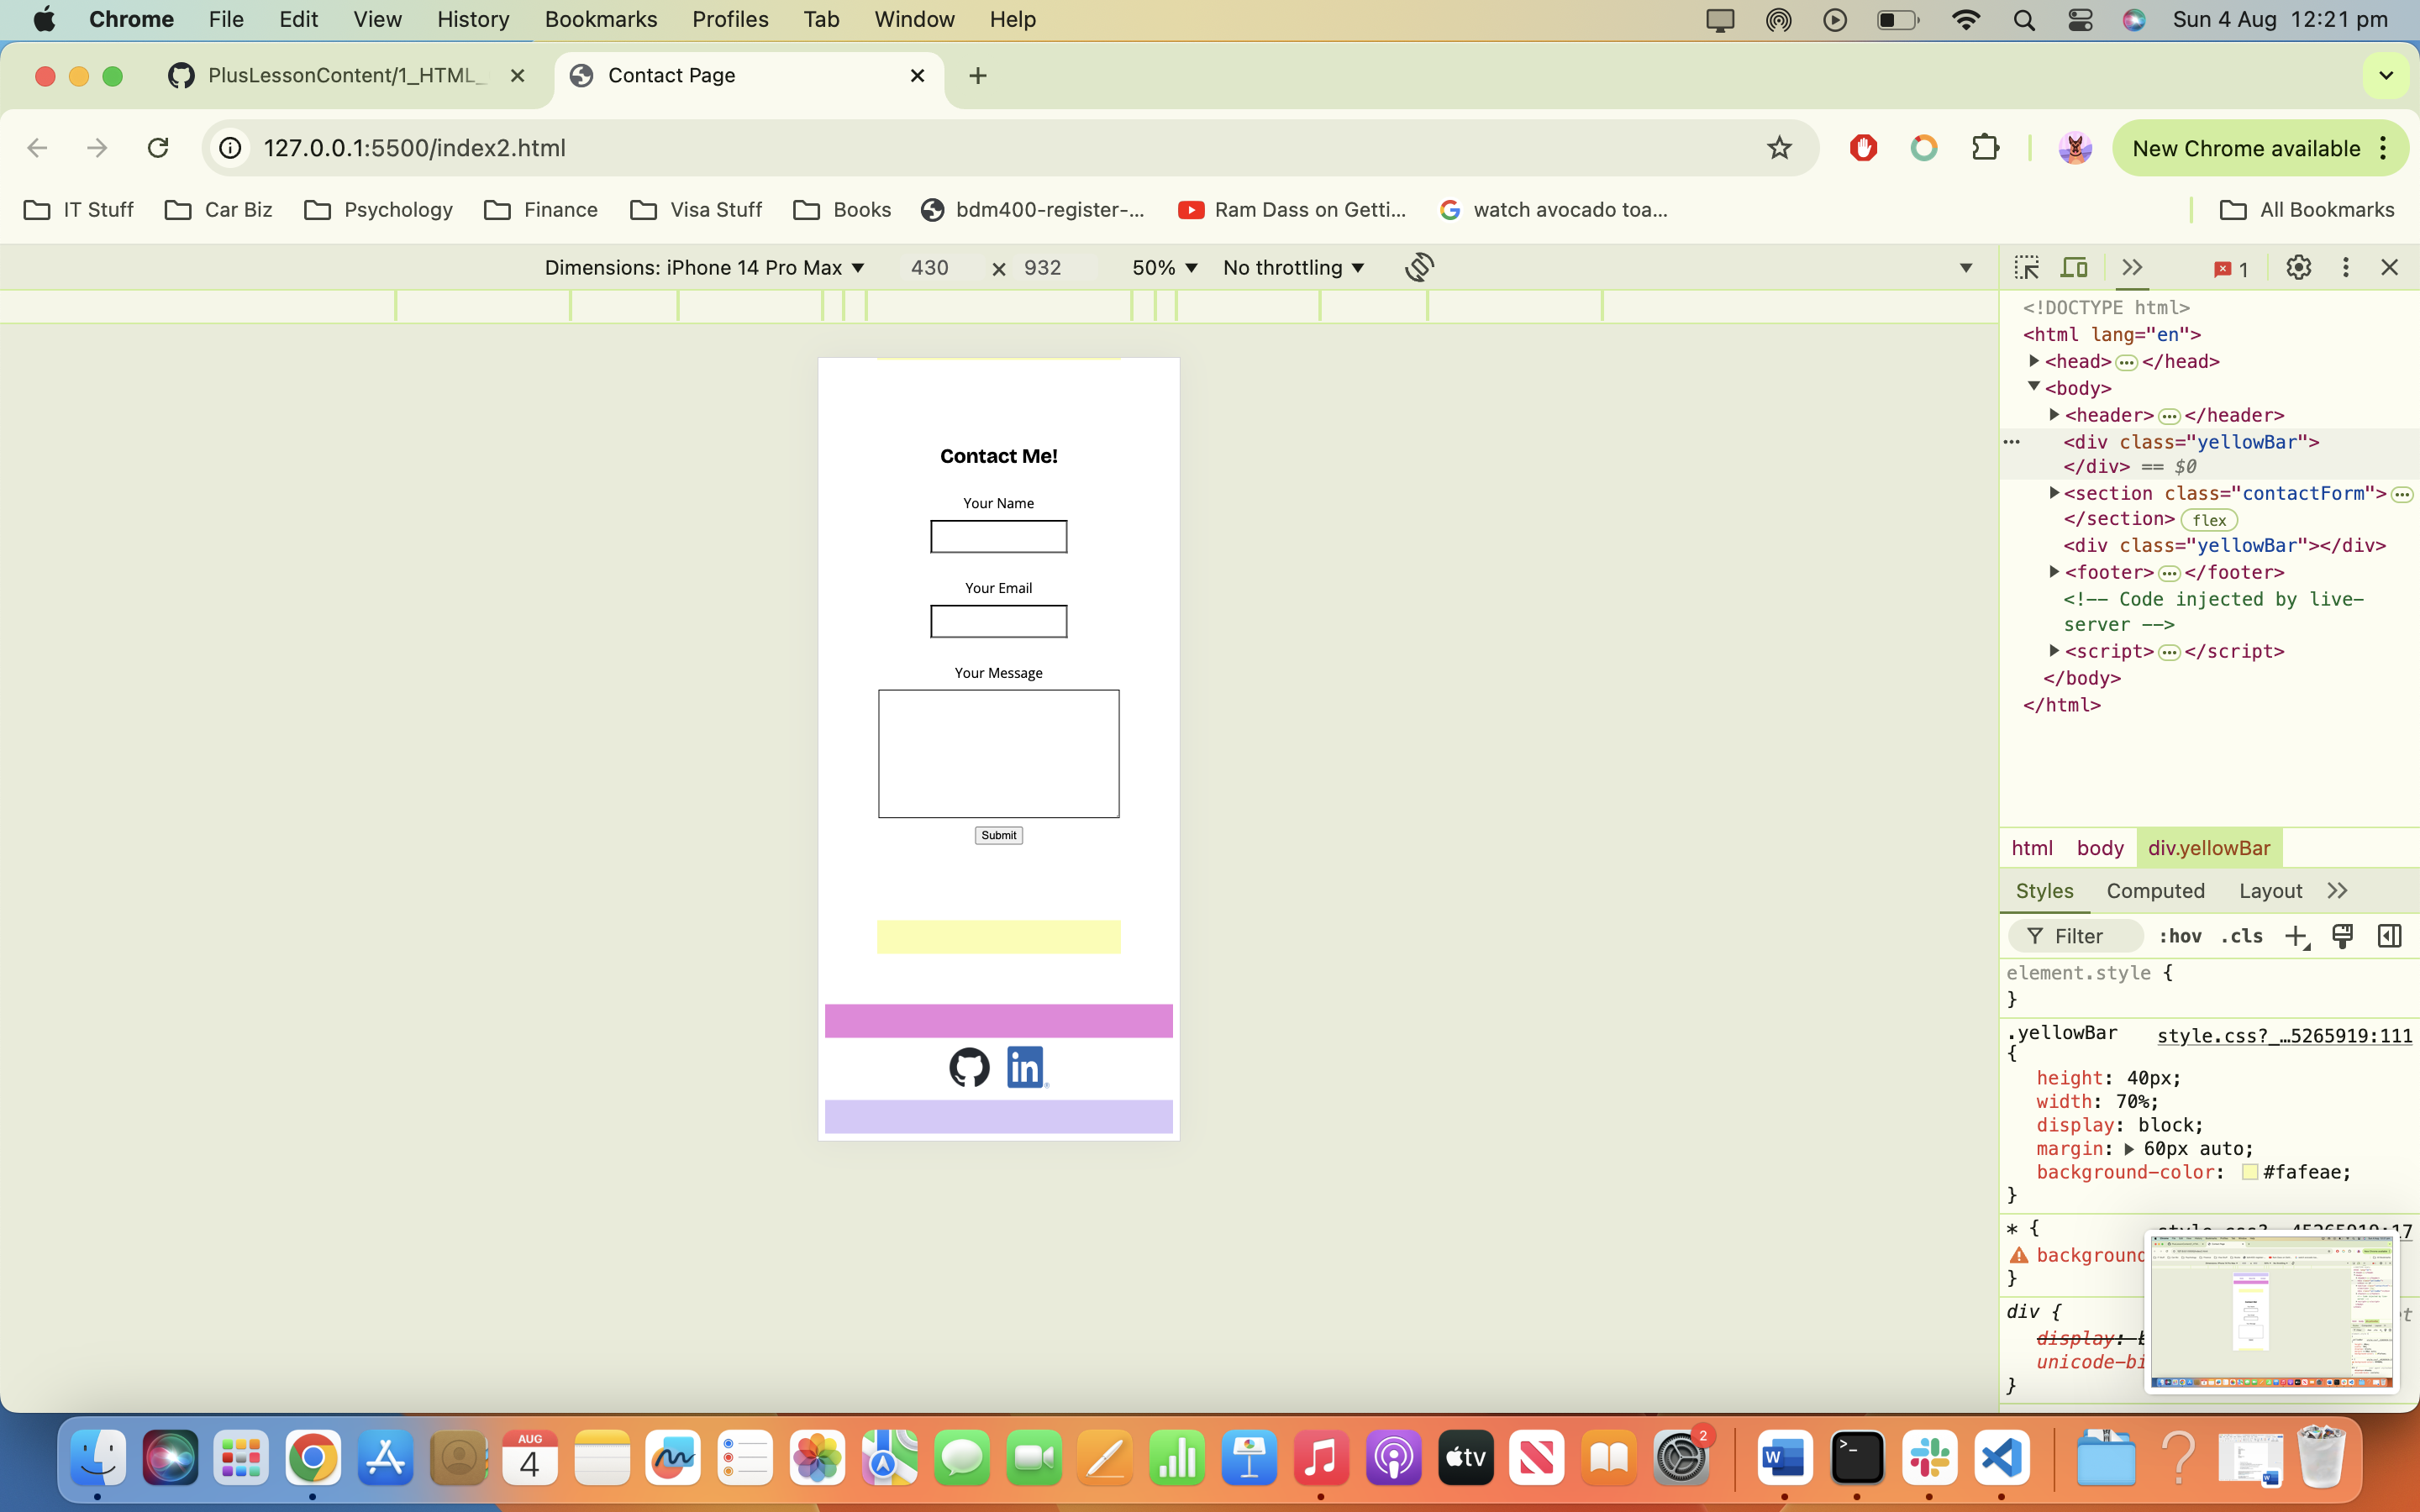 Chrome File Edit View History Bookmarks Profiles Tab Window Help Sun 4 Aug 12:21 pm
PlusLessonContent/1_HTML_ Contact Page
127.0.0.1:5500/index2.html New Chrome available
IT Stuff Car Biz Psychology Finance Visa Stuff Books bdm400-register-... Ram Dass on Getti... watch avocado toa... All Bookmarks
Dimensions: iPhone 14 Pro Max 430 × 932 50% No throttling 1
Contact Me!
Your Name
Your Email
Your Message
Submit
in
<!DOCTYPE html>
<html lang="en">
<head> ... </head>
<body>
<header> ... </header>
... <div class="yellowBar">
</div> == $0
<section class="contactForm"> ...
</section> flex
<div class="yellowBar"></div>
<footer> ... </footer>
<!-- Code injected by live-
server -->
<script> ... </script>
</body>
</html>
html body div.yellowBar
Styles Computed Layout
Filter :hov .cls
element.style {
}
.yellowBar style.css?_…5265919:111
{
height: 40px;
width: 70%;
display: block;
margin: 60px auto;
background-color: #fafeae;
}
* {
background
}
div {
display:
unicode-bi
}
AUG
4
tv
2
W
>_